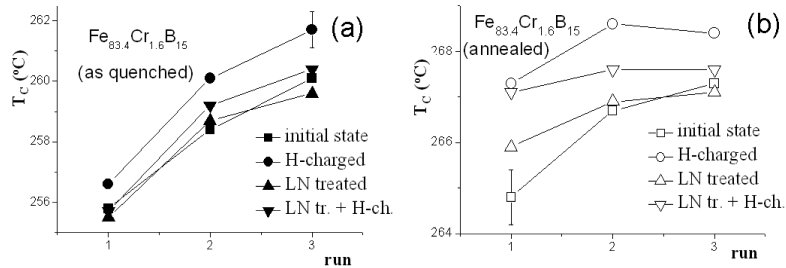 Fe83.4Cr1.6B15
(as quenched)
(a)
TC (ºC)
262
260
258
256
initial state
H-charged
LN treated
LN tr. + H-ch.
1 2 3
run
Fe83.4Cr1.6B15
(annealed)
(b)
TC (ºC)
268
266
264
initial state
H-charged
LN treated
LN tr. + H-ch.
1 2 3
run